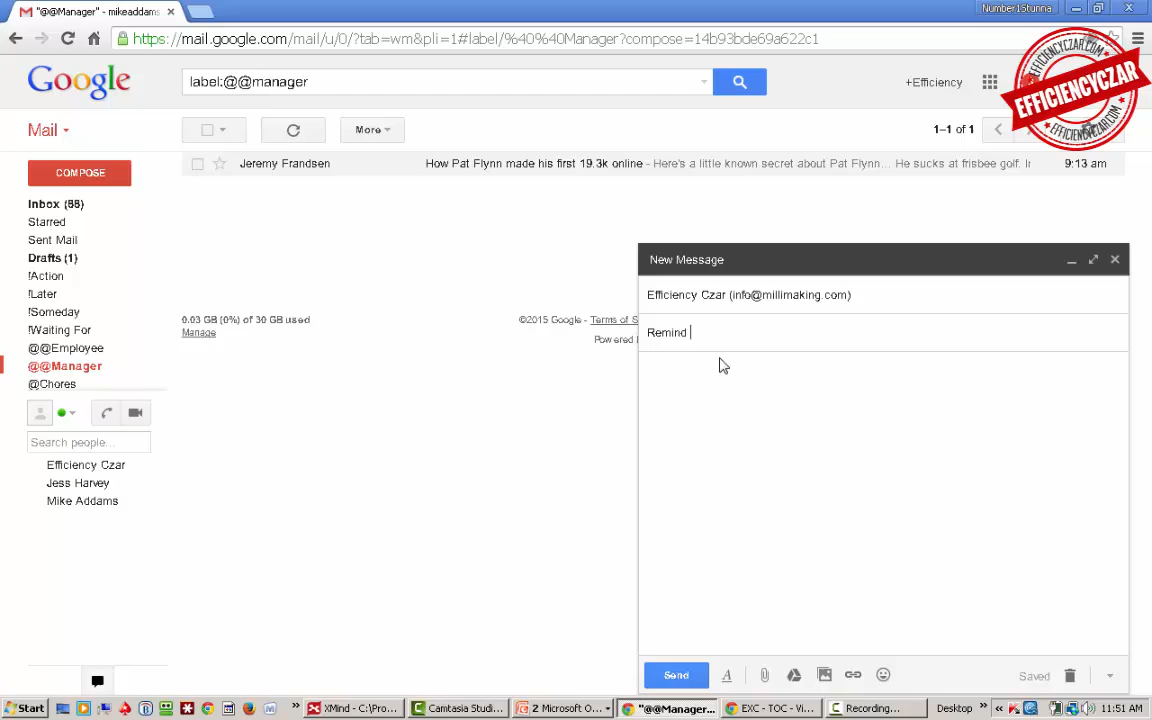 "@@Manager" - mikeaddams
Number1Stunna
https://mail.google.com/mail/u/0/?tab=wm&pli=1#label/%40%40Manager?compose=14b93bde69a622c1
Google
label:@@manager
+Efficiency
EFFICIENCYCZAR.COM
EFFICIENCYCZAR
EFFICIENCYCZAR.COM
Mail
More
1–1 of 1
COMPOSE
Jeremy Frandsen
How Pat Flynn made his first 19.3k online - Here's a little known secret about Pat Flynn... He sucks at frisbee golf. Ir
9:13 am
Inbox (55)
Starred
Sent Mail
Drafts (1)
!Action
!Later
!Someday
!Waiting For
@@Employee
@@Manager
@Chores
0.03 GB (0%) of 30 GB used
Manage
©2015 Google - Terms of S
Powered
New Message
Efficiency Czar (info@millimaking.com)
Remind
Search people...
Efficiency Czar
Jess Harvey
Mike Addams
Send
Saved
Start
XMind - C:\Pro...
Camtasia Studi...
2 Microsoft O...
"@@Manager...
EXC - TOC - Vi...
Recording...
Desktop
11:51 AM